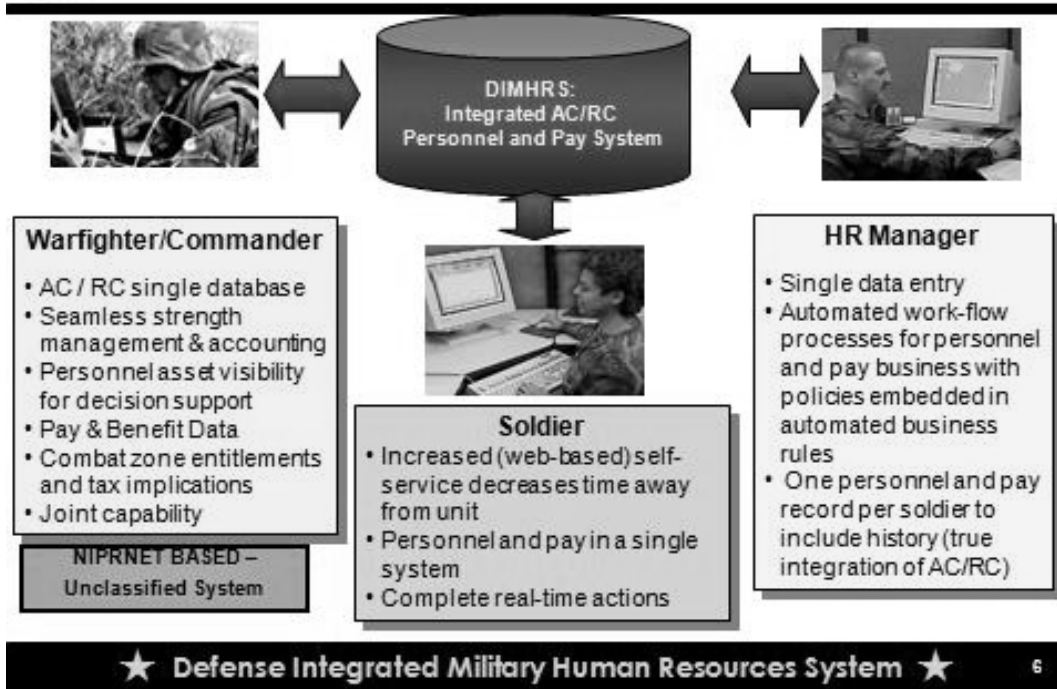 DIMHRS:
Integrated AC/RC
Personnel and Pay System
Warfighter/Commander
• AC / RC single database
• Seamless strength
management & accounting
• Personnel asset visibility
for decision support
• Pay & Benefit Data
• Combat zone entitlements
and tax implications
• Joint capability
NIPRNET BASED –
Unclassified System
Soldier
• Increased (web-based) self-
service decreases time away
from unit
• Personnel and pay in a single
system
• Complete real-time actions
HR Manager
• Single data entry
• Automated work-flow
processes for personnel
and pay business with
policies embedded in
automated business
rules
• One personnel and pay
record per soldier to
include history (true
integration of AC/RC)
★ Defense Integrated Military Human Resources System ★ 6